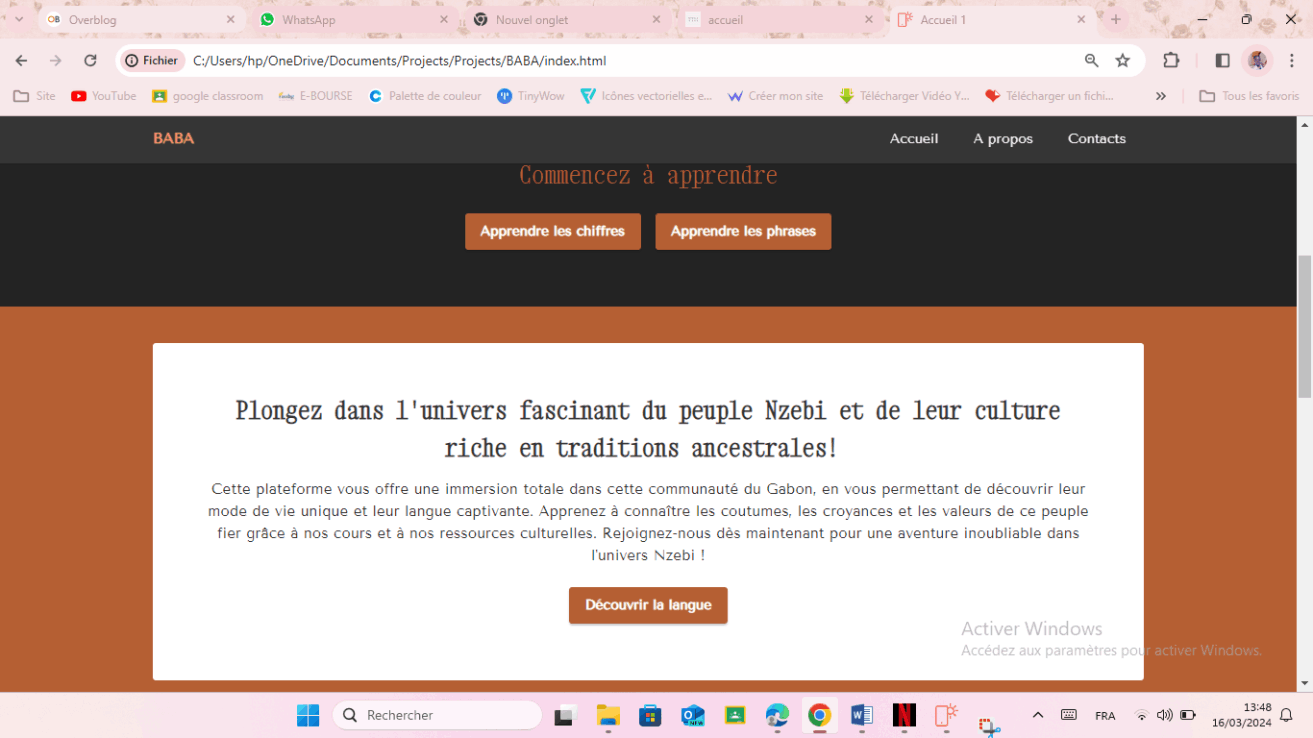 Overblog
WhatsApp
Nouvel onglet
accueil
Accueil 1
Fichier
C:/Users/hp/OneDrive/Documents/Projects/Projects/BABA/index.html
Site
YouTube
google classroom
E-BOURSE
Palette de couleur
TinyWow
Icônes vectorielles e...
Créer mon site
Télécharger Vidéo Y...
Télécharger un fichi...
»
Tous les favoris
BABA
Accueil
A propos
Contacts
Commencez à apprendre
Apprendre les chiffres
Apprendre les phrases
Plongez dans l'univers fascinant du peuple Nzebi et de leur culture
riche en traditions ancestrales!
Cette plateforme vous offre une immersion totale dans cette communauté du Gabon, en vous permettant de découvrir leur
mode de vie unique et leur langue captivante. Apprenez à connaître les coutumes, les croyances et les valeurs de ce peuple
fier grâce à nos cours et à nos ressources culturelles. Rejoignez-nous dès maintenant pour une aventure inoubliable dans
l'univers Nzebi !
Découvrir la langue
Activer Windows
Accédez aux paramètres pour activer Windows.
Rechercher
FRA
13:48
16/03/2024